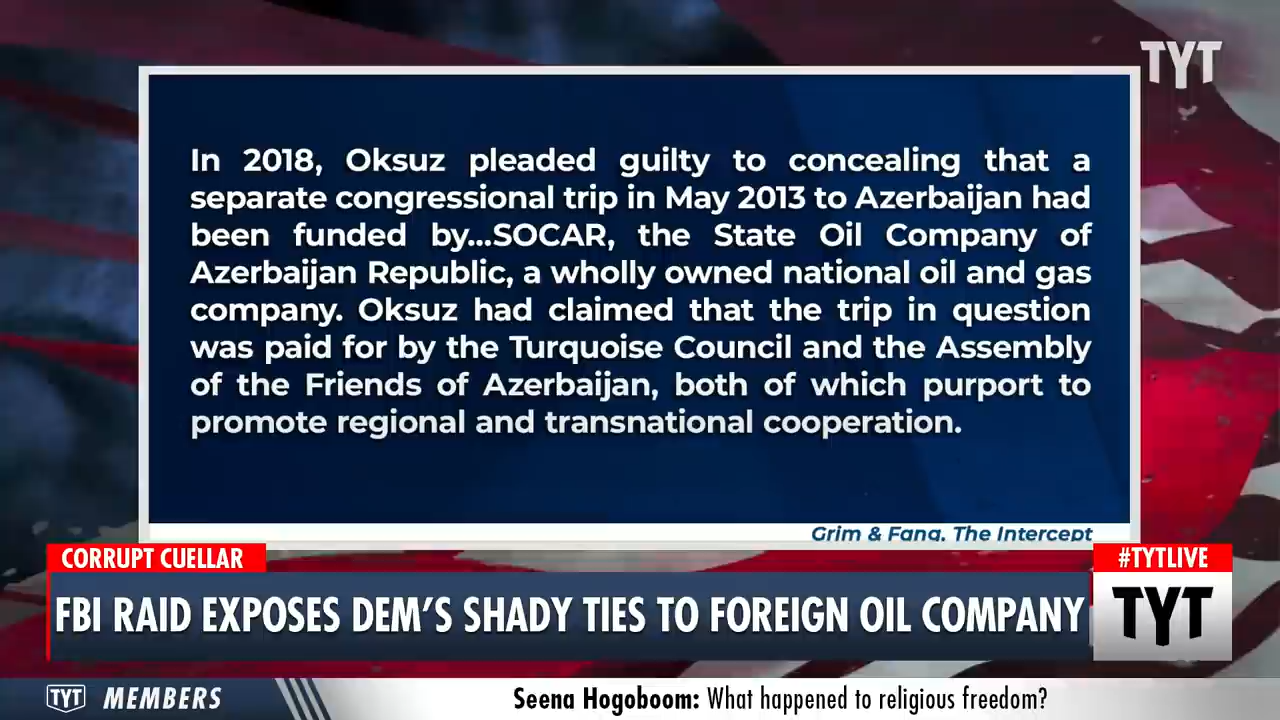 TYT
In 2018, Oksuz pleaded guilty to concealing that a
separate congressional trip in May 2013 to Azerbaijan had
been funded by...SOCAR, the State Oil Company of
Azerbaijan Republic, a wholly owned national oil and gas
company. Oksuz had claimed that the trip in question
was paid for by the Turquoise Council and the Assembly
of the Friends of Azerbaijan, both of which purport to
promote regional and transnational cooperation.
Grim & Fang, The Intercept
CORRUPT CUELLAR
#TYTLIVE
FBI RAID EXPOSES DEM'S SHADY TIES TO FOREIGN OIL COMPANY
TYT
TYT MEMBERS
Seena Hogoboom: What happened to religious freedom?